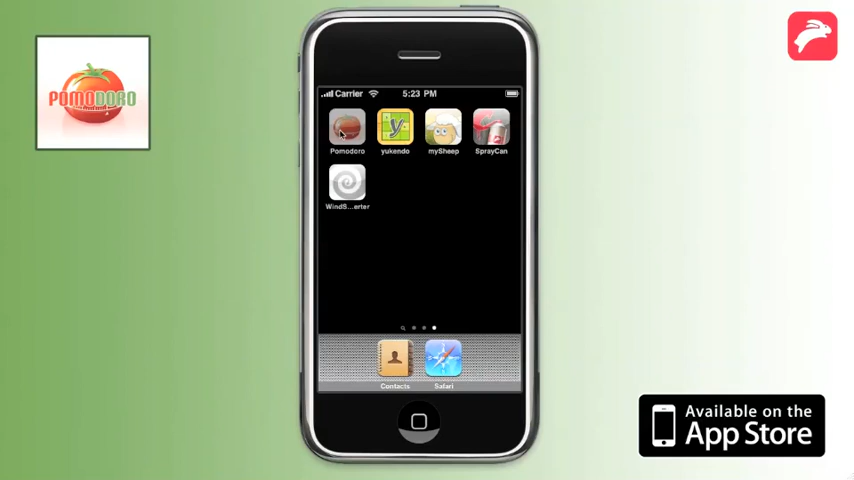 POMODORO
Carrier
5:23 PM
Pomodoro
yukendo
mySheep
SprayCan
WindS...erter
Contacts
Safari
Available on the
App Store